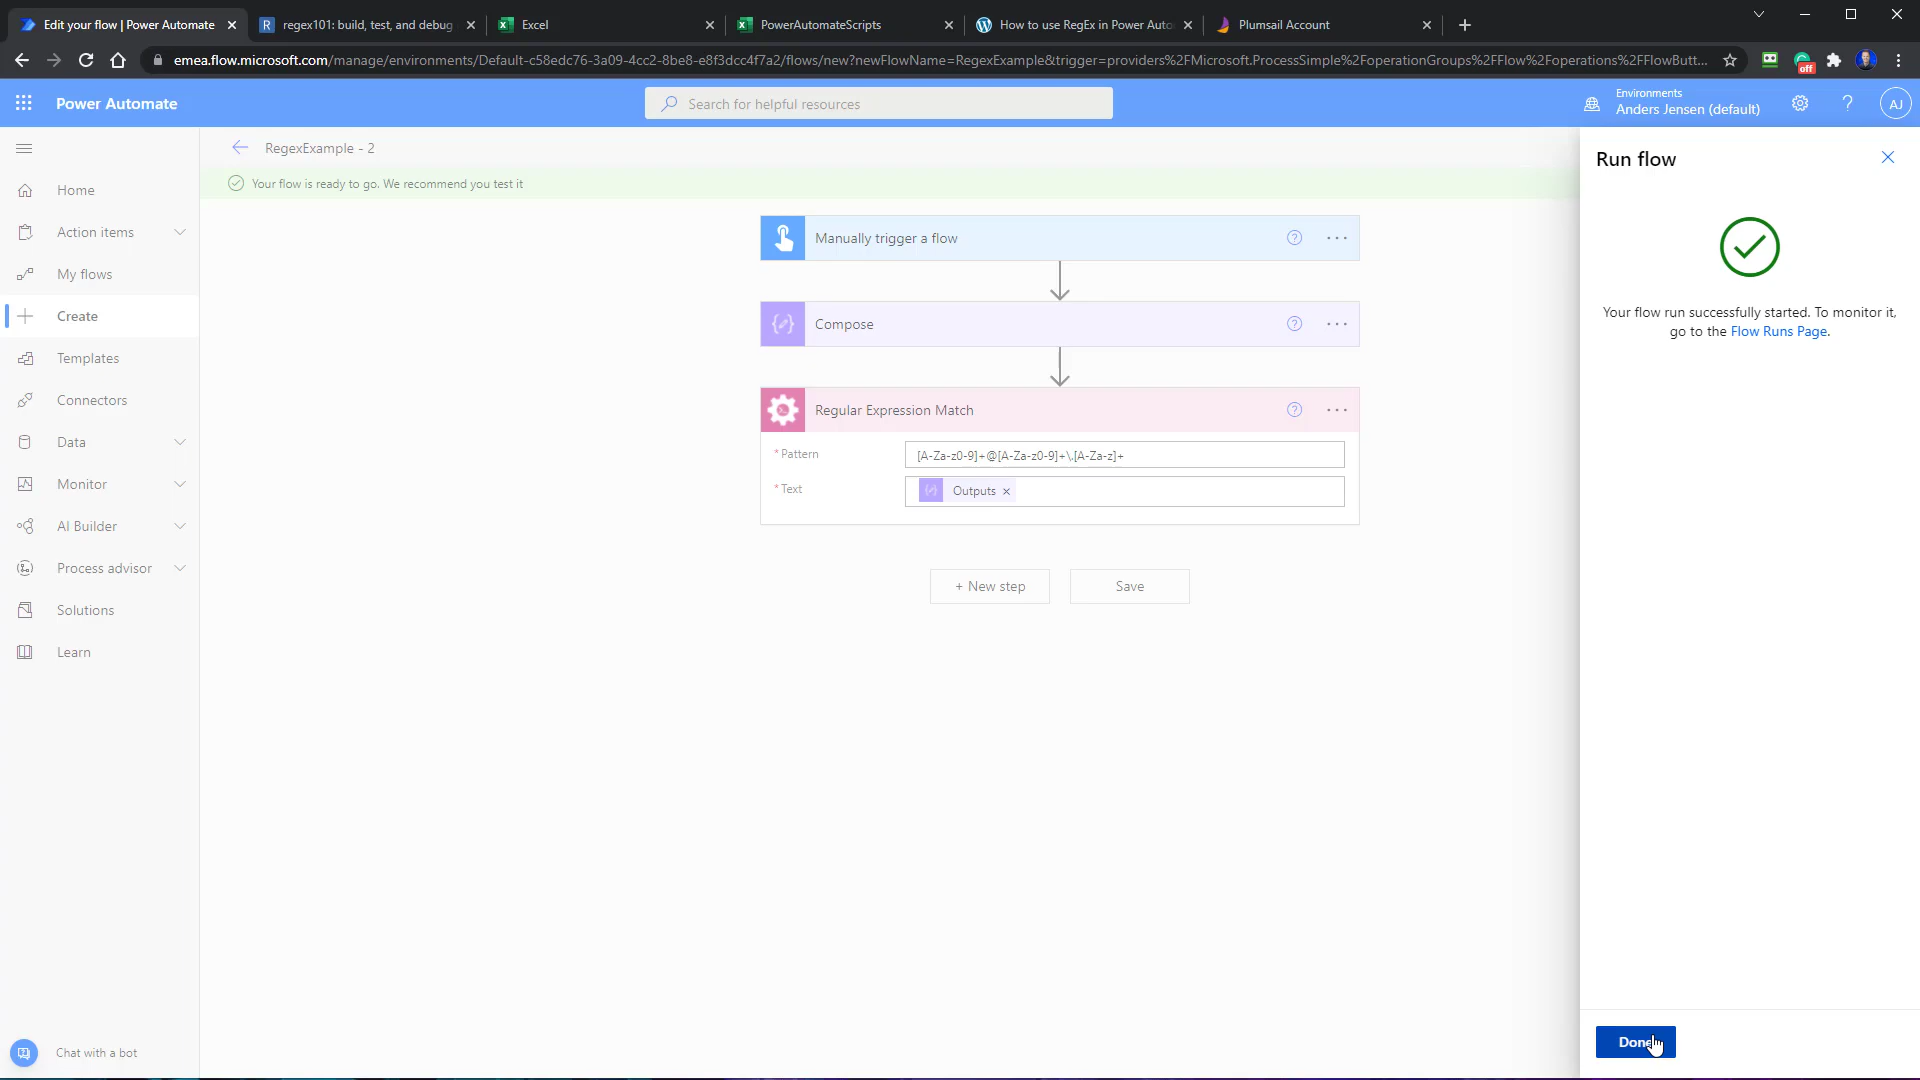 Edit your flow | Power Automate
regex101: build, test, and debug
Excel
PowerAutomateScripts
How to use RegEx in Power Auto
Plumsail Account
emea.flow.microsoft.com/manage/environments/Default-c58edc76-3a09-4cc2-8be8-e8f3dcc4f7a2/flows/new?newFlowName=RegexExample&trigger=providers%2FMicrosoft.ProcessSimple%2FoperationGroups%2FFlow%2Foperations%2FFlowButt...
off
Power Automate
Search for helpful resources
Environments
Anders Jensen (default)
AJ
RegexExample - 2
Your flow is ready to go. We recommend you test it
Home
Action items
My flows
Create
Templates
Connectors
Data
Monitor
AI Builder
Process advisor
Solutions
Learn
Chat with a bot
Manually trigger a flow
Compose
Regular Expression Match
* Pattern
[A-Za-z0-9]+@[A-Za-z0-9]+\.[A-Za-z]+
* Text
Outputs
+ New step
Save
Run flow
Your flow run successfully started. To monitor it,
go to the Flow Runs Page.
Done